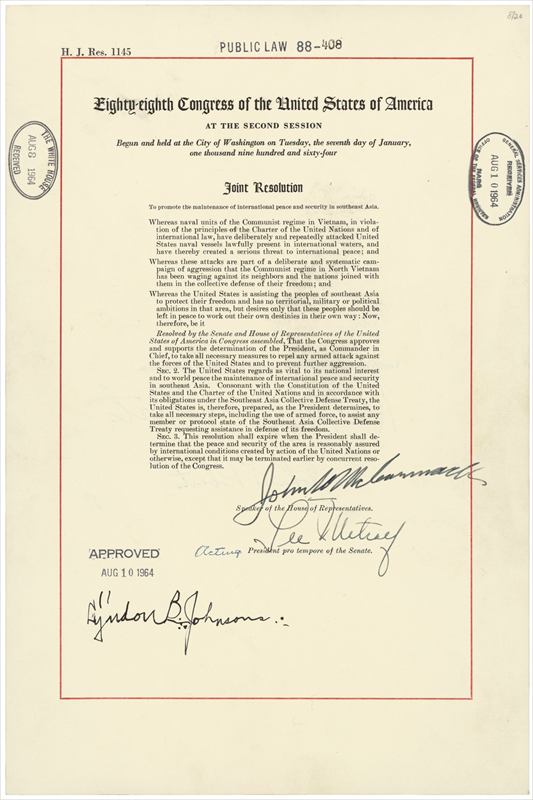 8/20
H. J. Res. 1145
PUBLIC LAW 88-408
Eighty-eighth Congress of the United States of America
AT THE SECOND SESSION
Begun and held at the City of Washington on Tuesday, the seventh day of January,
one thousand nine hundred and sixty-four
THE WHITE HOUSE
AUG 8 1964
RECEIVED
GENERAL SERVICES ADMINISTRATION
RECEIVED
AUG 10 1964
NARS
Joint Resolution
To promote the maintenance of international peace and security in southeast Asia.
Whereas naval units of the Communist regime in Vietnam, in viola-
tion of the principles of the Charter of the United Nations and of
international law, have deliberately and repeatedly attacked United
States naval vessels lawfully present in international waters, and
have thereby created a serious threat to international peace; and
Whereas these attacks are part of a deliberate and systematic cam-
paign of aggression that the Communist regime in North Vietnam
has been waging against its neighbors and the nations joined with
them in the collective defense of their freedom; and
Whereas the United States is assisting the peoples of southeast Asia
to protect their freedom and has no territorial, military or political
ambitions in that area, but desires only that these peoples should be
left in peace to work out their own destinies in their own way: Now,
therefore, be it
Resolved by the Senate and House of Representatives of the United
States of America in Congress assembled, That the Congress approves
and supports the determination of the President, as Commander in
Chief, to take all necessary measures to repel any armed attack against
the forces of the United States and to prevent further aggression.
SEC. 2. The United States regards as vital to its national interest
and to world peace the maintenance of international peace and security
in southeast Asia. Consonant with the Constitution of the United
States and the Charter of the United Nations and in accordance with
its obligations under the Southeast Asia Collective Defense Treaty, the
United States is, therefore, prepared, as the President determines, to
take all necessary steps, including the use of armed force, to assist any
member or protocol state of the Southeast Asia Collective Defense
Treaty requesting assistance in defense of its freedom.
SEC. 3. This resolution shall expire when the President shall de-
termine that the peace and security of the area is reasonably assured
by international conditions created by action of the United Nations or
otherwise, except that it may be terminated earlier by concurrent reso-
lution of the Congress.
John W McCormack
Speaker of the House of Representatives.
Lee Metcalf
Acting President pro tempore of the Senate.
APPROVED
AUG 10 1964
Lyndon B. Johnson